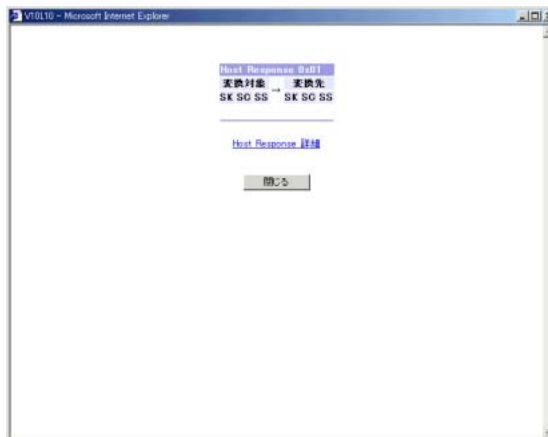 V10L10 - Microsoft Internet Explorer
Host Response 0x01
変換対象 → 変換先
SK SC SS SK SC SS
Host Response 詳細
閉じる